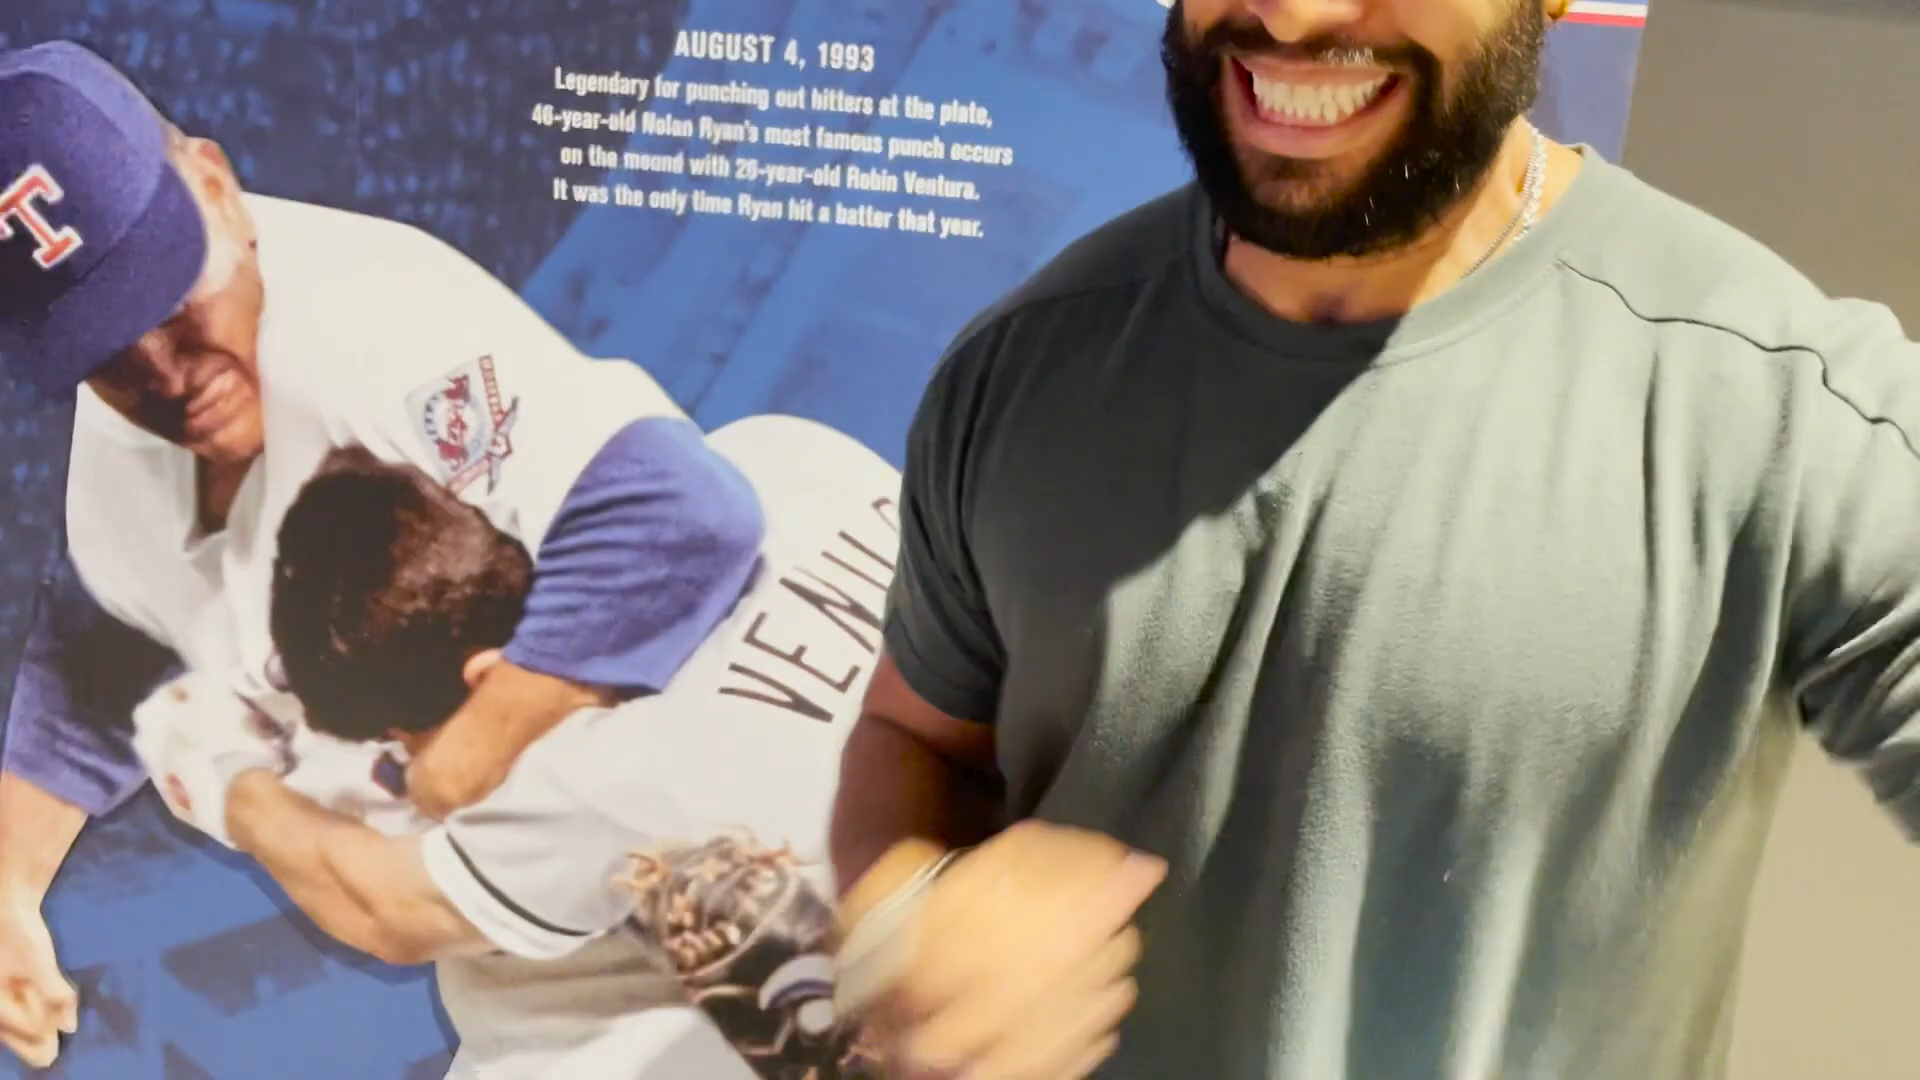 AUGUST 4, 1993
Legendary for punching out hitters at the plate,
46-year-old Nolan Ryan's most famous punch occurs
on the mound with 26-year-old Robin Ventura.
It was the only time Ryan hit a batter that year.
T
VENU